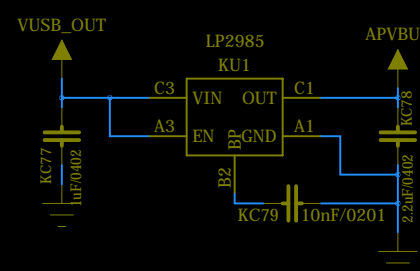 VUSB_OUT
LP2985
KU1
APVBU
C3
VIN
OUT
C1
A3
EN
BP
GND
A1
B2
KC77
1uF/0402
KC78
2.2uF/0402
KC79
10nF/0201